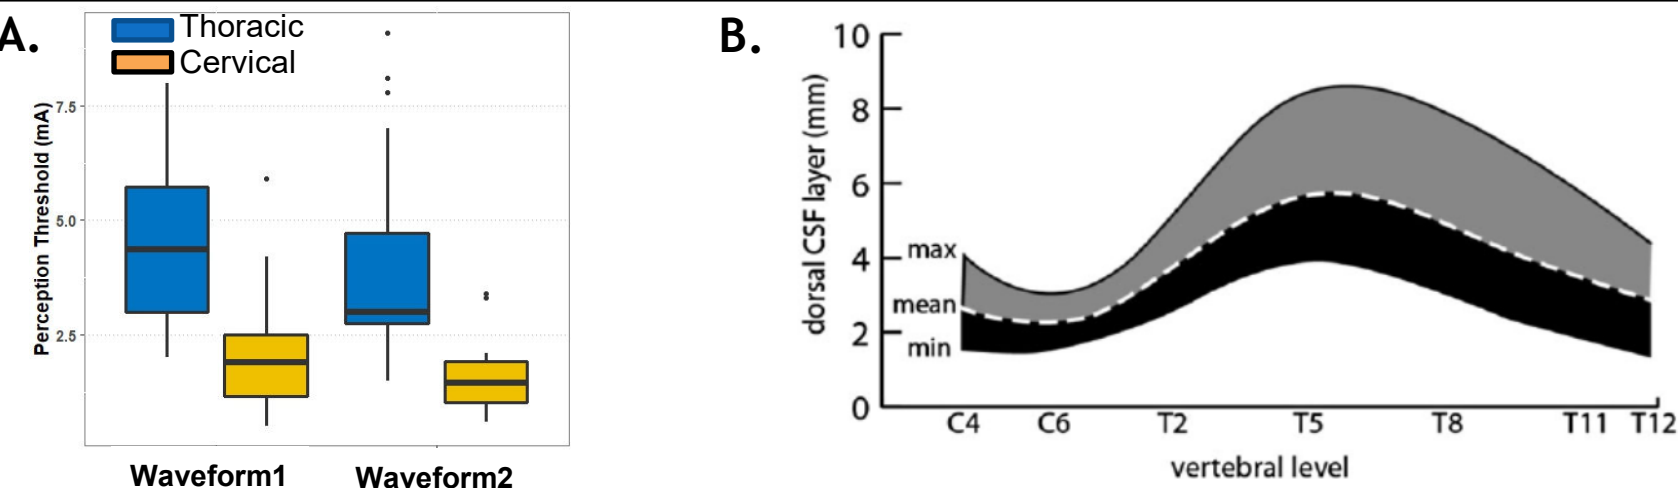 A.
Thoracic
Cervical
Perception Threshold (mA)
7.5
5.0
2.5
Waveform1 Waveform2
B.
dorsal CSF layer (mm)
10
8
6
4
2
0
max
mean
min
C4 C6 T2 T5 T8 T11 T12
vertebral level